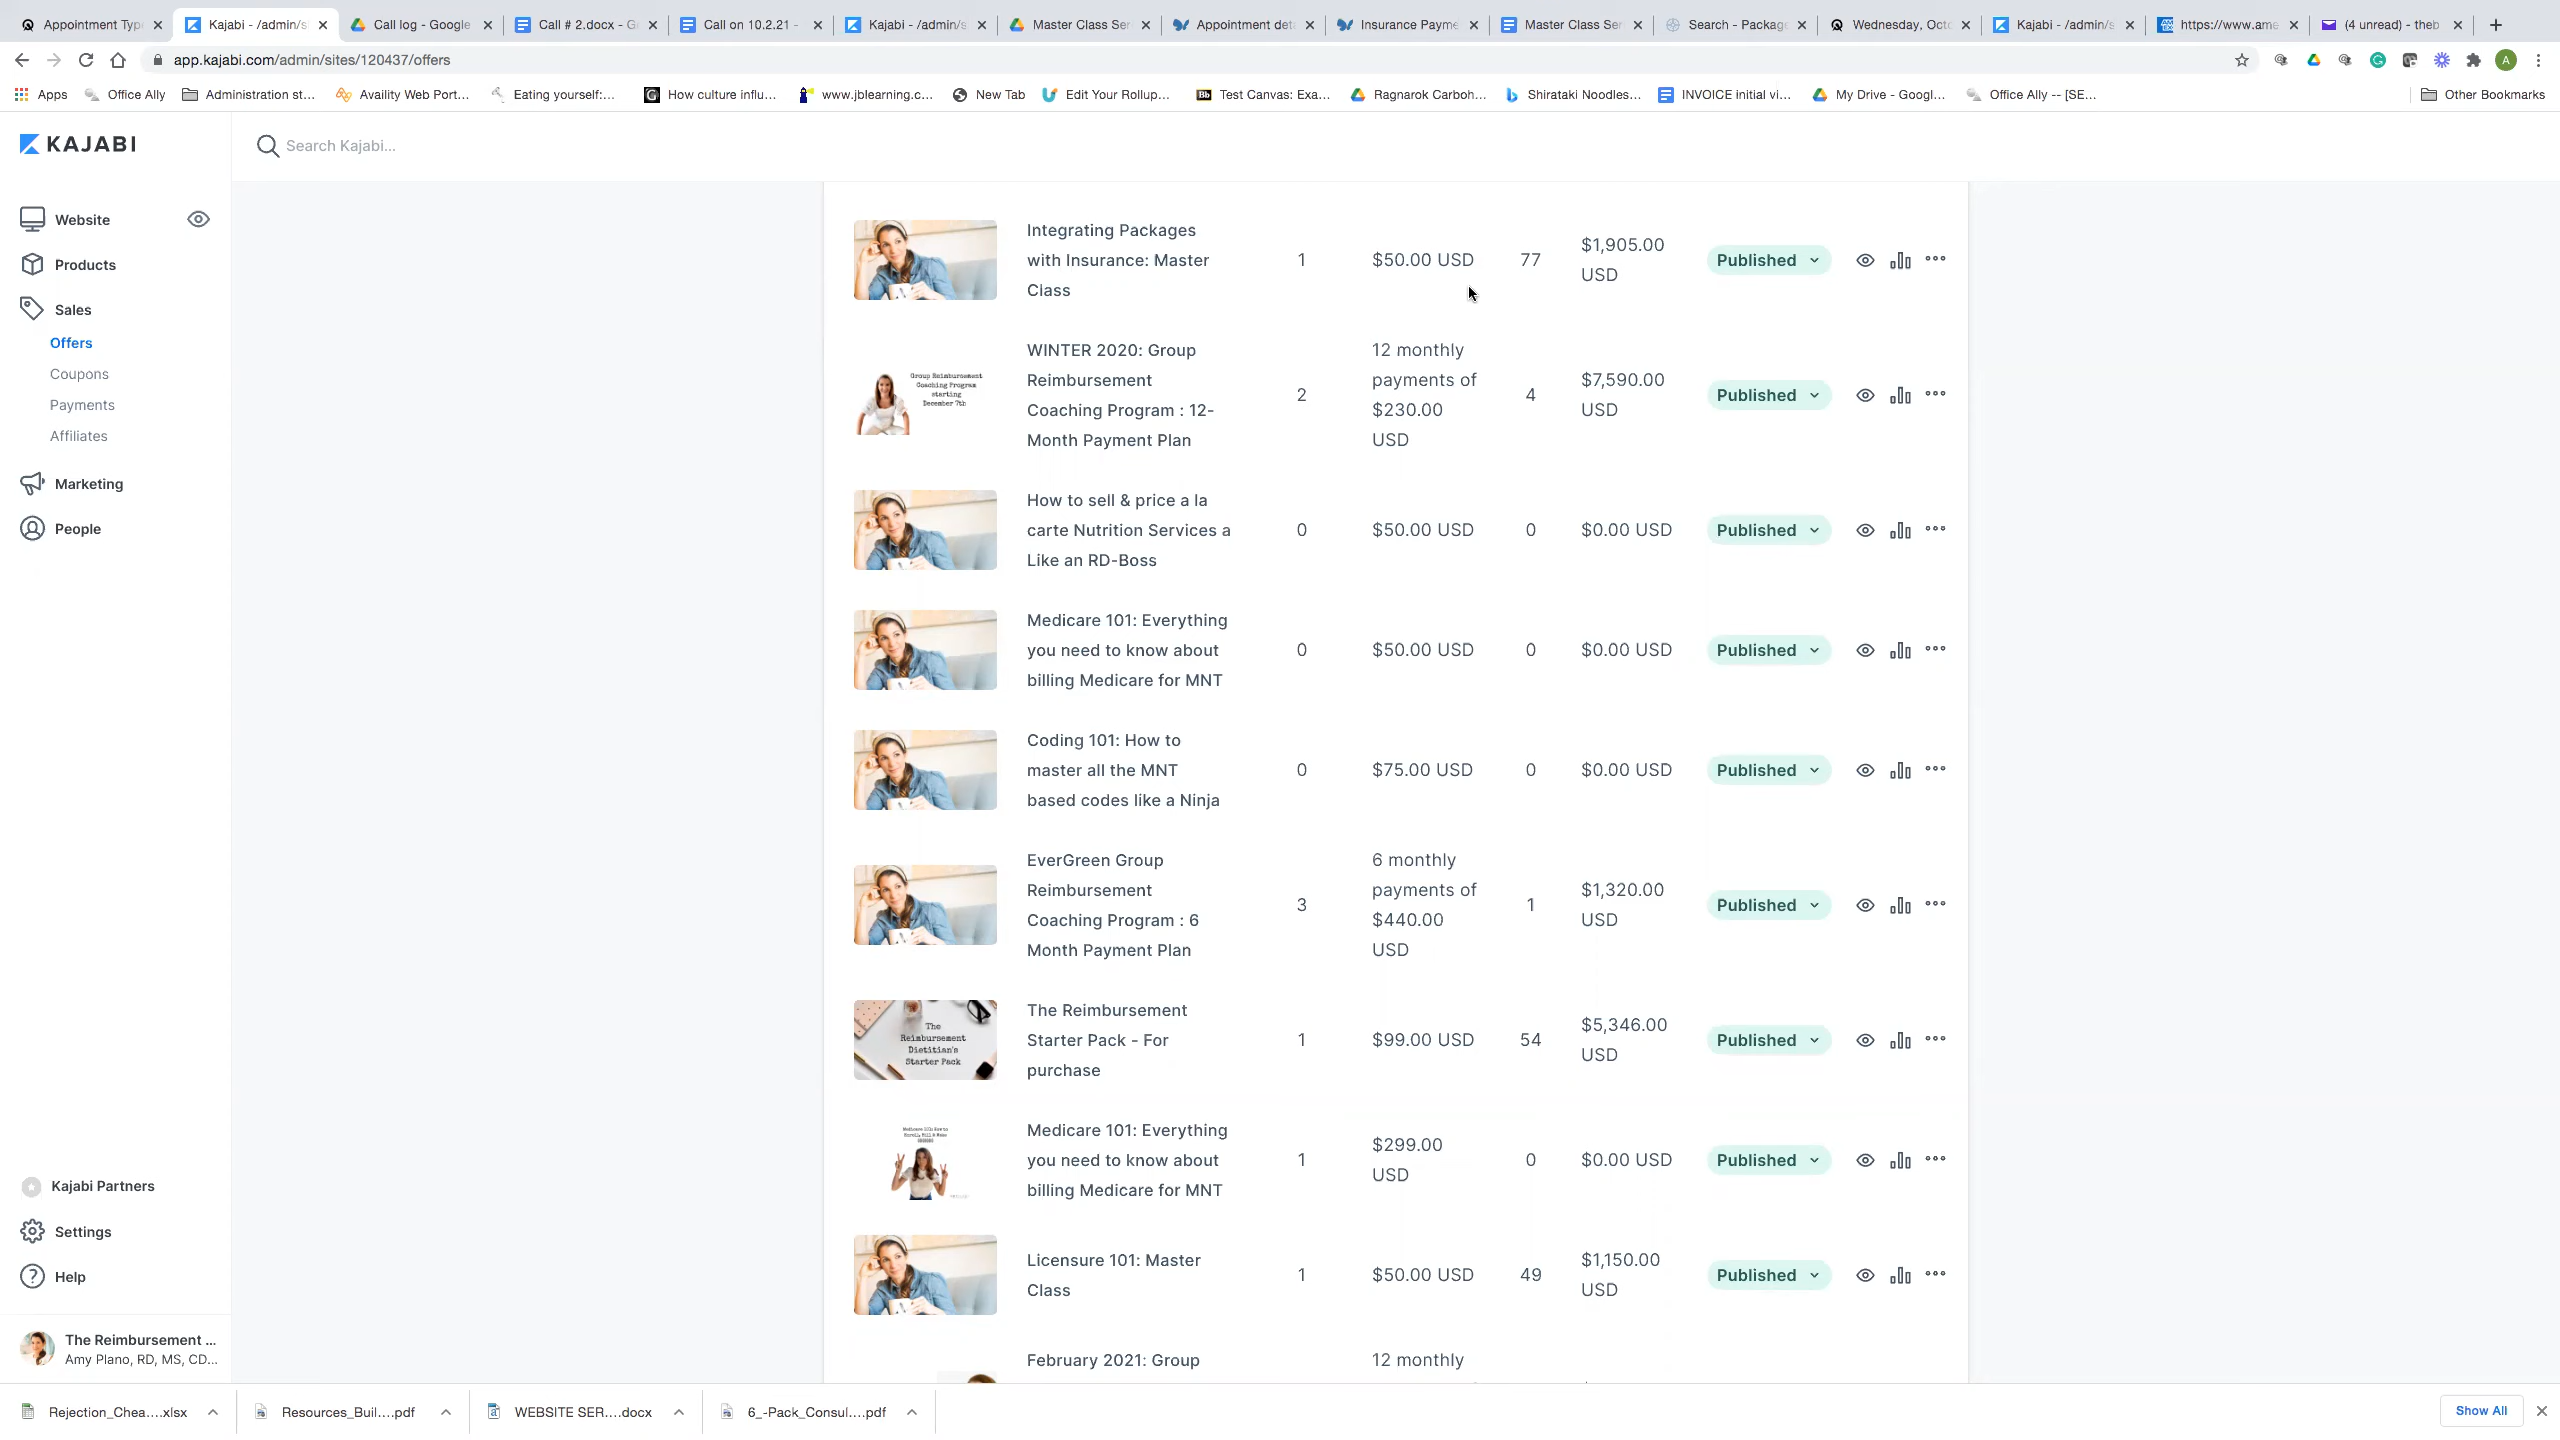 Appointment Typ
Kajabi - /admin/s
Call log - Google
Call # 2.docx - G
Call on 10.2.21 -
Kajabi - /admin/s
Master Class Ser
Appointment det
Insurance Payme
Master Class Ser
Search - Package
Wednesday, Octo
Kajabi - /admin/s
https://www.ame
(4 unread) - theb
app.kajabi.com/admin/sites/120437/offers
A
Apps
Office Ally
Administration st...
Availity Web Port...
Eating yourself:...
How culture influ...
www.jblearning.c...
New Tab
Edit Your Rollup...
Test Canvas: Exa...
Ragnarok Carboh...
Shirataki Noodles...
INVOICE initial vi...
My Drive - Googl...
Office Ally -- [SE...
Other Bookmarks
KAJABI
Search Kajabi...
Website
Products
Sales
Offers
Coupons
Payments
Affiliates
Marketing
People
Kajabi Partners
Settings
Help
The Reimbursement ...
Amy Plano, RD, MS, CD...
Integrating Packages
with Insurance: Master
Class
1
$50.00 USD
77
$1,905.00
USD
Published
Group Reimbursement
Coaching Program
starting
December 7th
WINTER 2020: Group
Reimbursement
Coaching Program : 12-
Month Payment Plan
2
12 monthly
payments of
$230.00
USD
4
$7,590.00
USD
Published
How to sell & price a la
carte Nutrition Services a
Like an RD-Boss
0
$50.00 USD
0
$0.00 USD
Published
Medicare 101: Everything
you need to know about
billing Medicare for MNT
0
$50.00 USD
0
$0.00 USD
Published
Coding 101: How to
master all the MNT
based codes like a Ninja
0
$75.00 USD
0
$0.00 USD
Published
EverGreen Group
Reimbursement
Coaching Program : 6
Month Payment Plan
3
6 monthly
payments of
$440.00
USD
1
$1,320.00
USD
Published
The
Reimbursement
Dietitian's
Starter Pack
The Reimbursement
Starter Pack - For
purchase
1
$99.00 USD
54
$5,346.00
USD
Published
Medicare 101: Everything
you need to know about
billing Medicare for MNT
1
$299.00
USD
0
$0.00 USD
Published
Licensure 101: Master
Class
1
$50.00 USD
49
$1,150.00
USD
Published
February 2021: Group
12 monthly
Rejection_Chea....xlsx
Resources_Buil....pdf
WEBSITE SER....docx
6_-Pack_Consul....pdf
Show All